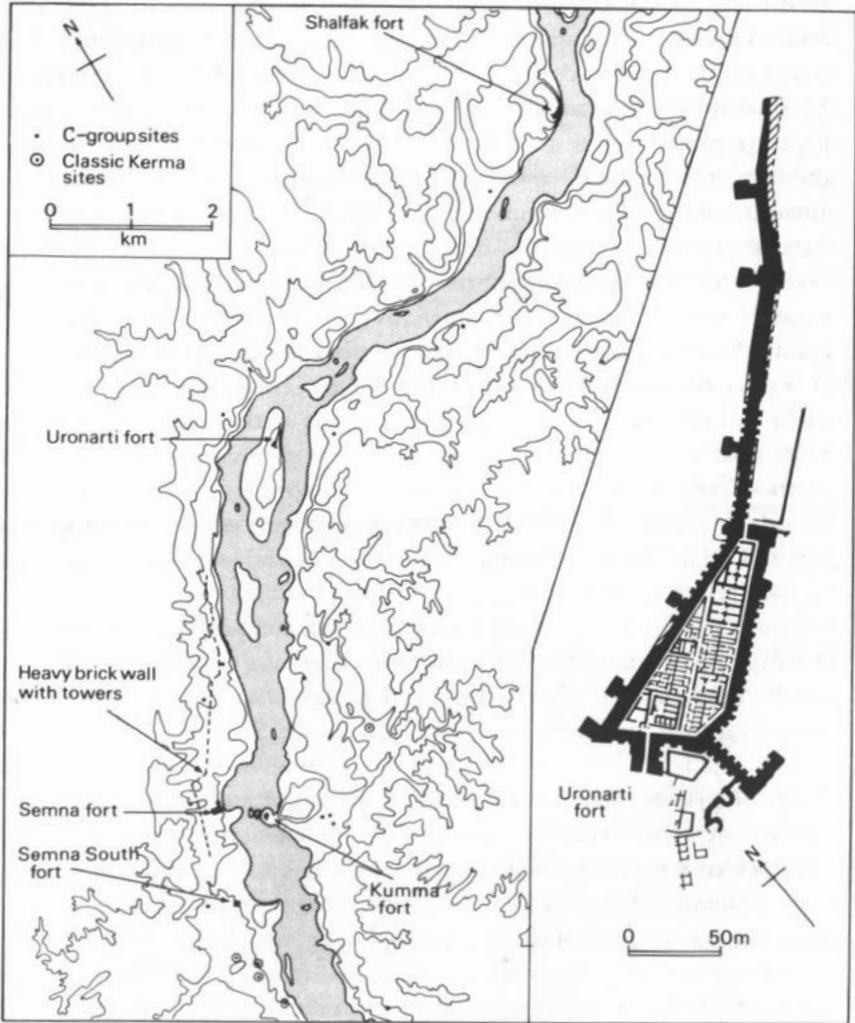 Shalfak fort
N
C-group sites
Classic Kerma
sites
0 1 2
km
Uronarti fort
Heavy brick wall
with towers
Semna fort
Semna South
fort
Kumma
fort
Uronarti
fort
N
0 50m